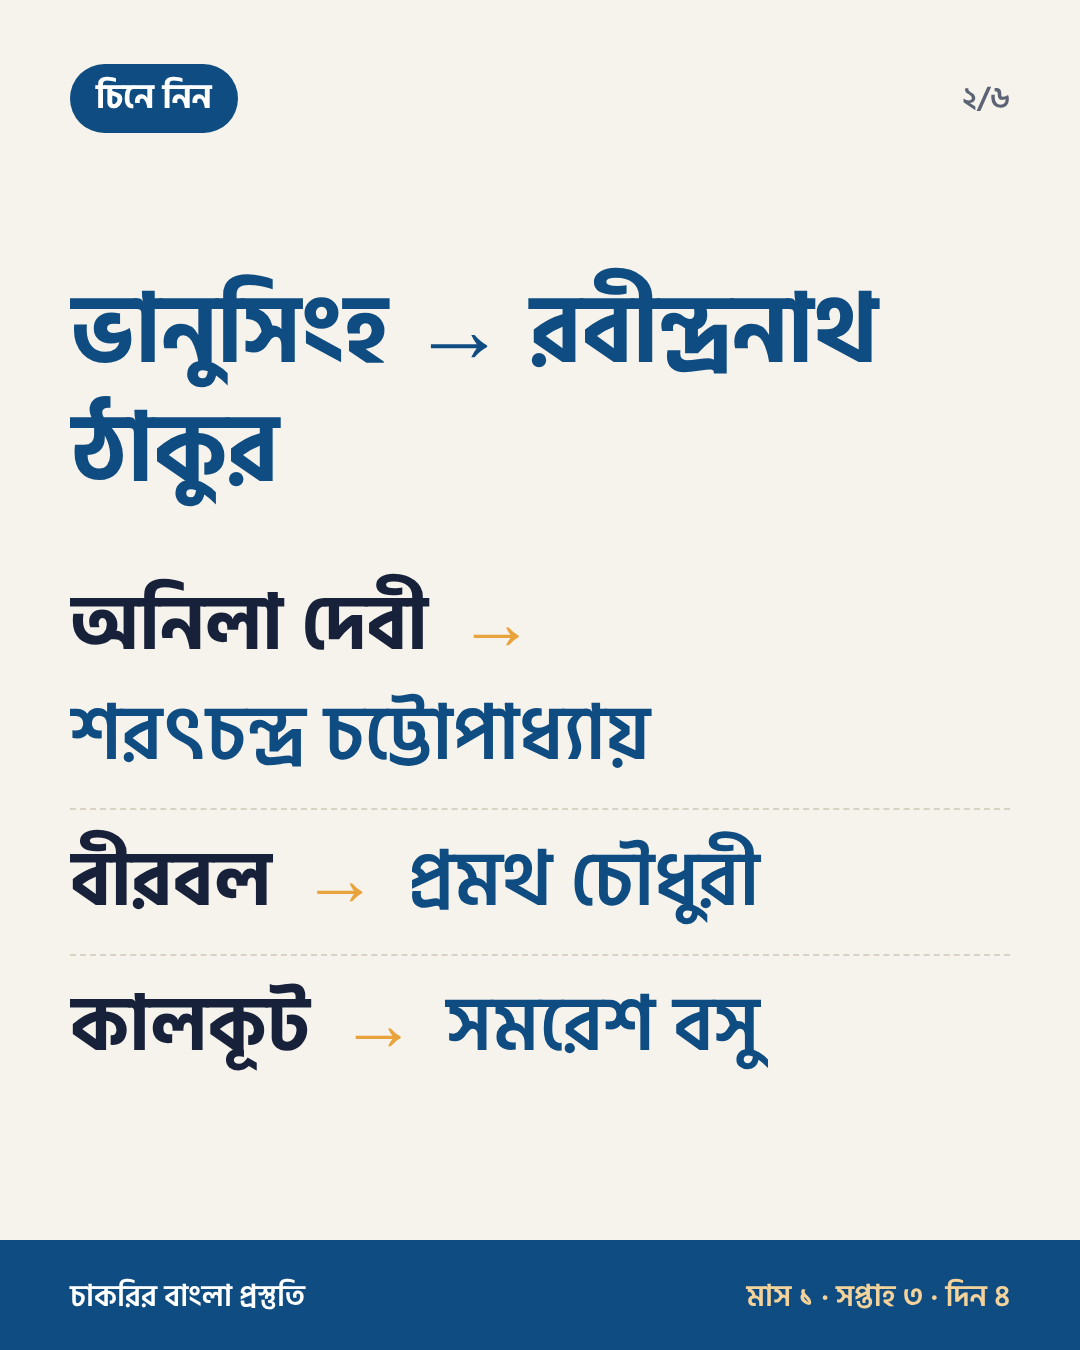 চিনে নিন
২/৬
ভানুসিংহ → রবীন্দ্রনাথ
ঠাকুর
অনিলা দেবী →
শরৎচন্দ্র চট্টোপাধ্যায়
বীরবল → প্রমথ চৌধুরী
কালকূট → সমরেশ বসু
চাকরির বাংলা প্রস্তুতি
মাস ১ · সপ্তাহ ৩ · দিন ৪